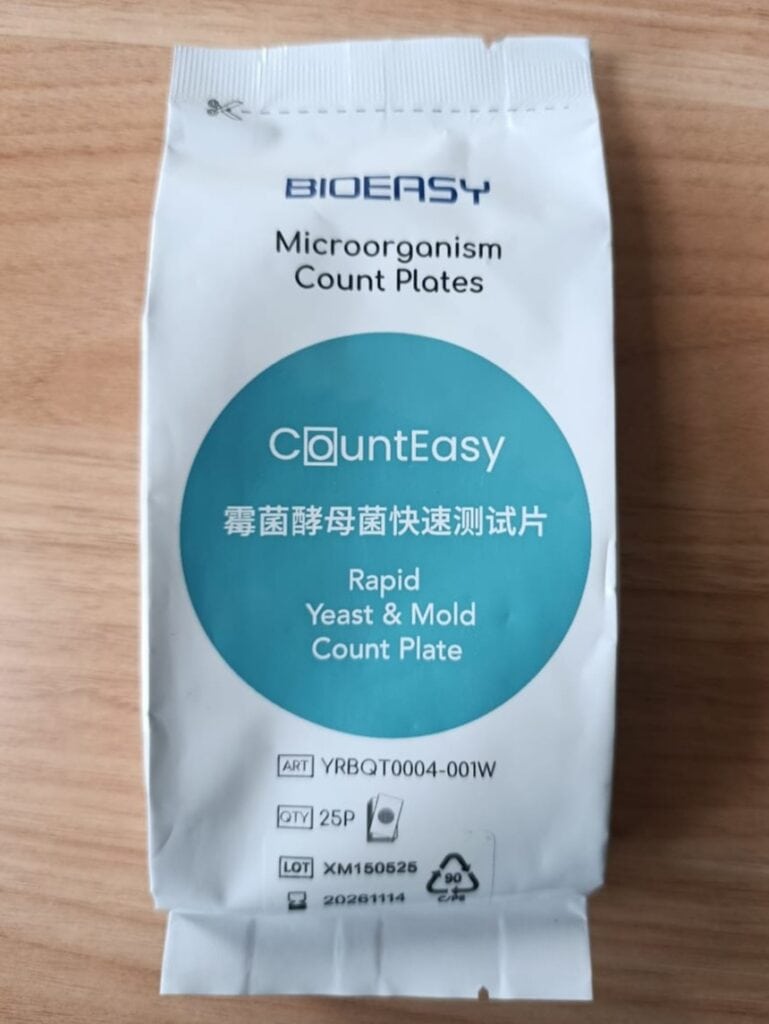 BIOEASY
Microorganism
Count Plates
CountEasy
霉菌酵母菌快速测试片
Rapid
Yeast & Mold
Count Plate
ART YRBQT0004-001W
QTY 25P
LOT XM150525
90
C/PE
20261114